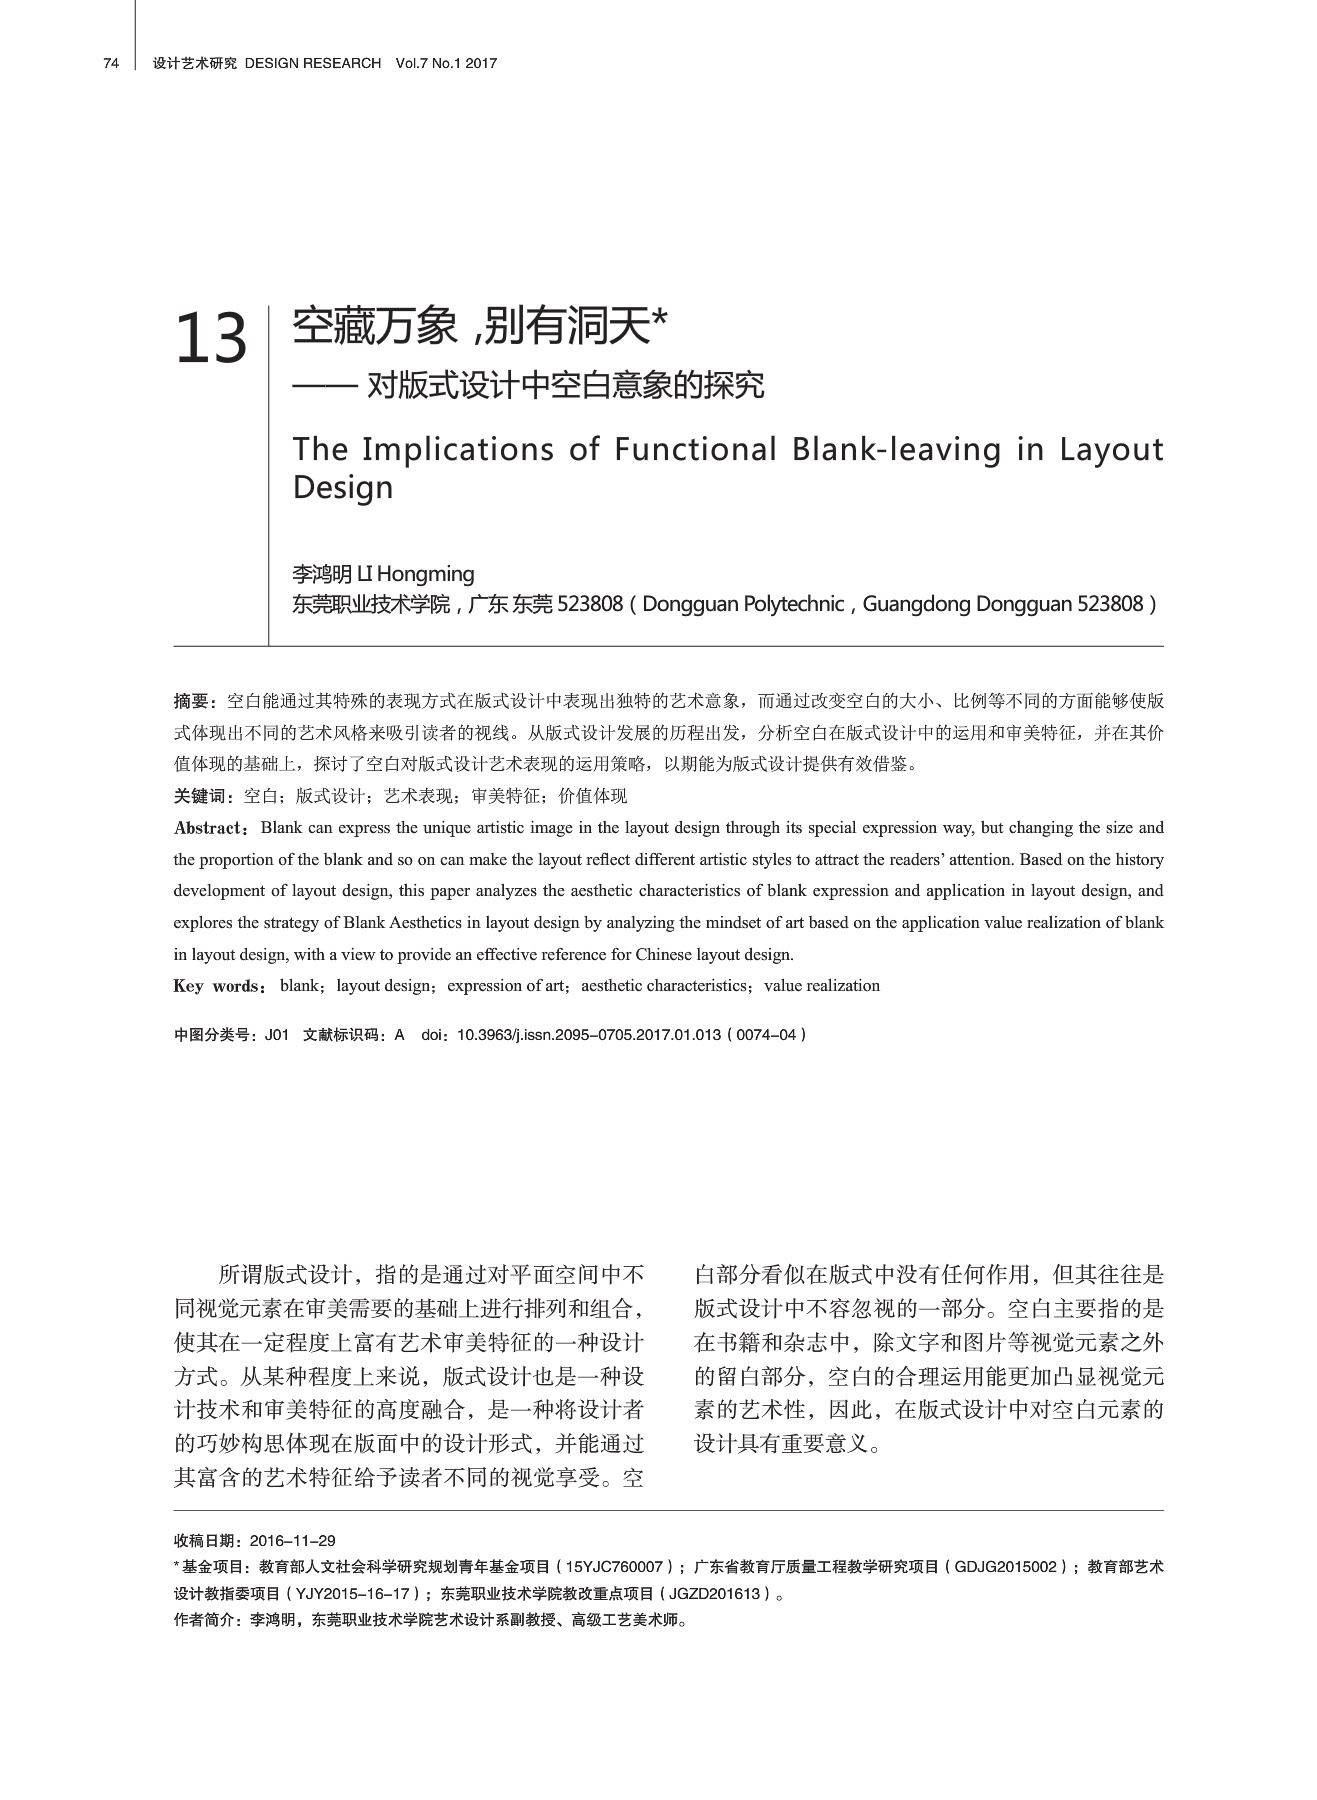 74 设计艺术研究 DESIGN RESEARCH Vol.7 No.1 2017
13
空藏万象 ,别有洞天*
—— 对版式设计中空白意象的探究
The Implications of Functional Blank-leaving in Layout
Design
李鸿明 LI Hongming
东莞职业技术学院，广东 东莞 523808（Dongguan Polytechnic，Guangdong Dongguan 523808）
摘要：空白能通过其特殊的表现方式在版式设计中表现出独特的艺术意象，而通过改变空白的大小、比例等不同的方面能够使版
式体现出不同的艺术风格来吸引读者的视线。从版式设计发展的历程出发，分析空白在版式设计中的运用和审美特征，并在其价
值体现的基础上，探讨了空白对版式设计艺术表现的运用策略，以期能为版式设计提供有效借鉴。
关键词：空白；版式设计；艺术表现；审美特征；价值体现
Abstract：Blank can express the unique artistic image in the layout design through its special expression way, but changing the size and
the proportion of the blank and so on can make the layout reflect different artistic styles to attract the readers’ attention. Based on the history
development of layout design, this paper analyzes the aesthetic characteristics of blank expression and application in layout design, and
explores the strategy of Blank Aesthetics in layout design by analyzing the mindset of art based on the application value realization of blank
in layout design, with a view to provide an effective reference for Chinese layout design.
Key words：blank；layout design；expression of art；aesthetic characteristics；value realization
中图分类号：J01 文献标识码：A doi：10.3963/j.issn.2095-0705.2017.01.013（0074-04）
所谓版式设计，指的是通过对平面空间中不
同视觉元素在审美需要的基础上进行排列和组合，
使其在一定程度上富有艺术审美特征的一种设计
方式。从某种程度上来说，版式设计也是一种设
计技术和审美特征的高度融合，是一种将设计者
的巧妙构思体现在版面中的设计形式，并能通过
其富含的艺术特征给予读者不同的视觉享受。空
白部分看似在版式中没有任何作用，但其往往是
版式设计中不容忽视的一部分。空白主要指的是
在书籍和杂志中，除文字和图片等视觉元素之外
的留白部分，空白的合理运用能更加凸显视觉元
素的艺术性，因此，在版式设计中对空白元素的
设计具有重要意义。
收稿日期：2016-11-29
*基金项目：教育部人文社会科学研究规划青年基金项目（15YJC760007）；广东省教育厅质量工程教学研究项目（GDJG2015002）；教育部艺术
设计教指委项目（YJY2015-16-17）；东莞职业技术学院教改重点项目（JGZD201613）。
作者简介：李鸿明，东莞职业技术学院艺术设计系副教授、高级工艺美术师。